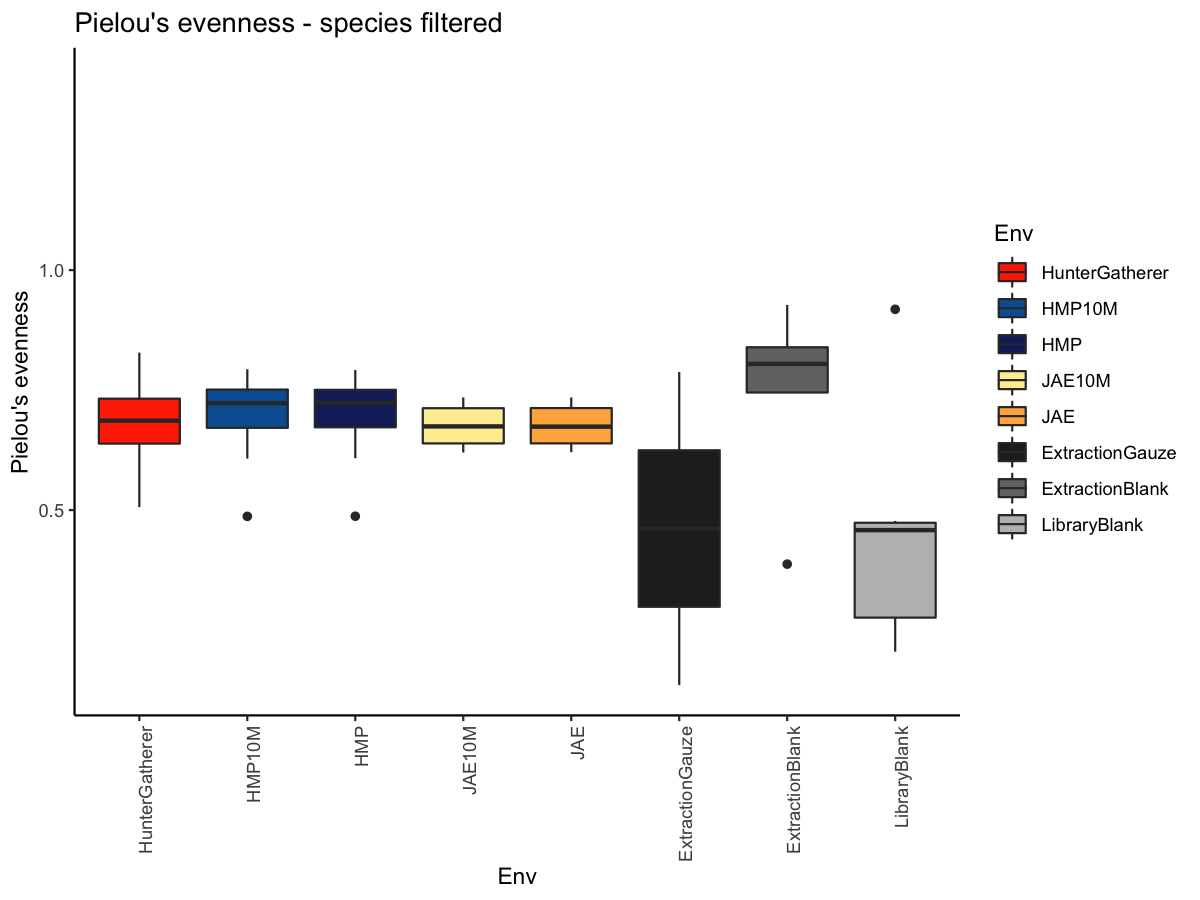 Pielou's evenness - species filtered
Pielou's evenness
1.0
0.5
HunterGatherer
HMP10M
HMP
JAE10M
JAE
ExtractionGauze
ExtractionBlank
LibraryBlank
Env
Env
HunterGatherer
HMP10M
HMP
JAE10M
JAE
ExtractionGauze
ExtractionBlank
LibraryBlank